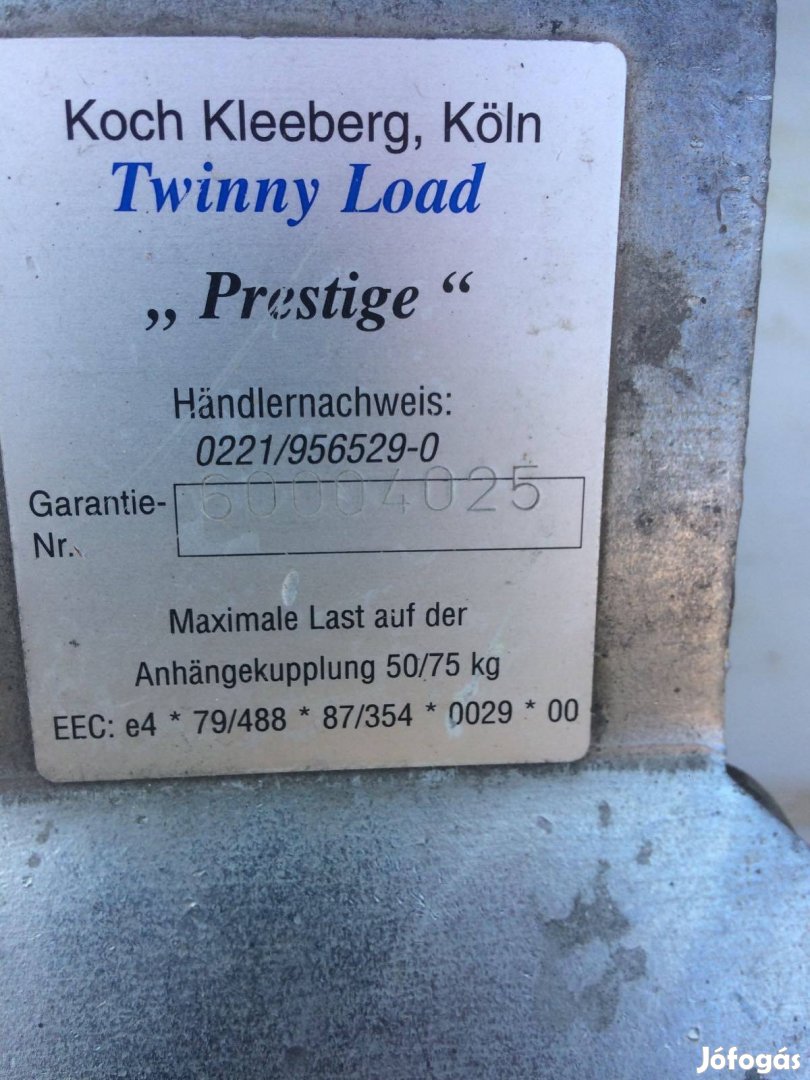 Koch Kleeberg, Köln
Twinny Load
„ Prestige “
Händlernachweis:
0221/956529-0
Garantie- 60004025
Nr.
Maximale Last auf der
Anhängekupplung 50/75 kg
EEC: e4 * 79/488 * 87/354 * 0029 * 00
Jófogás